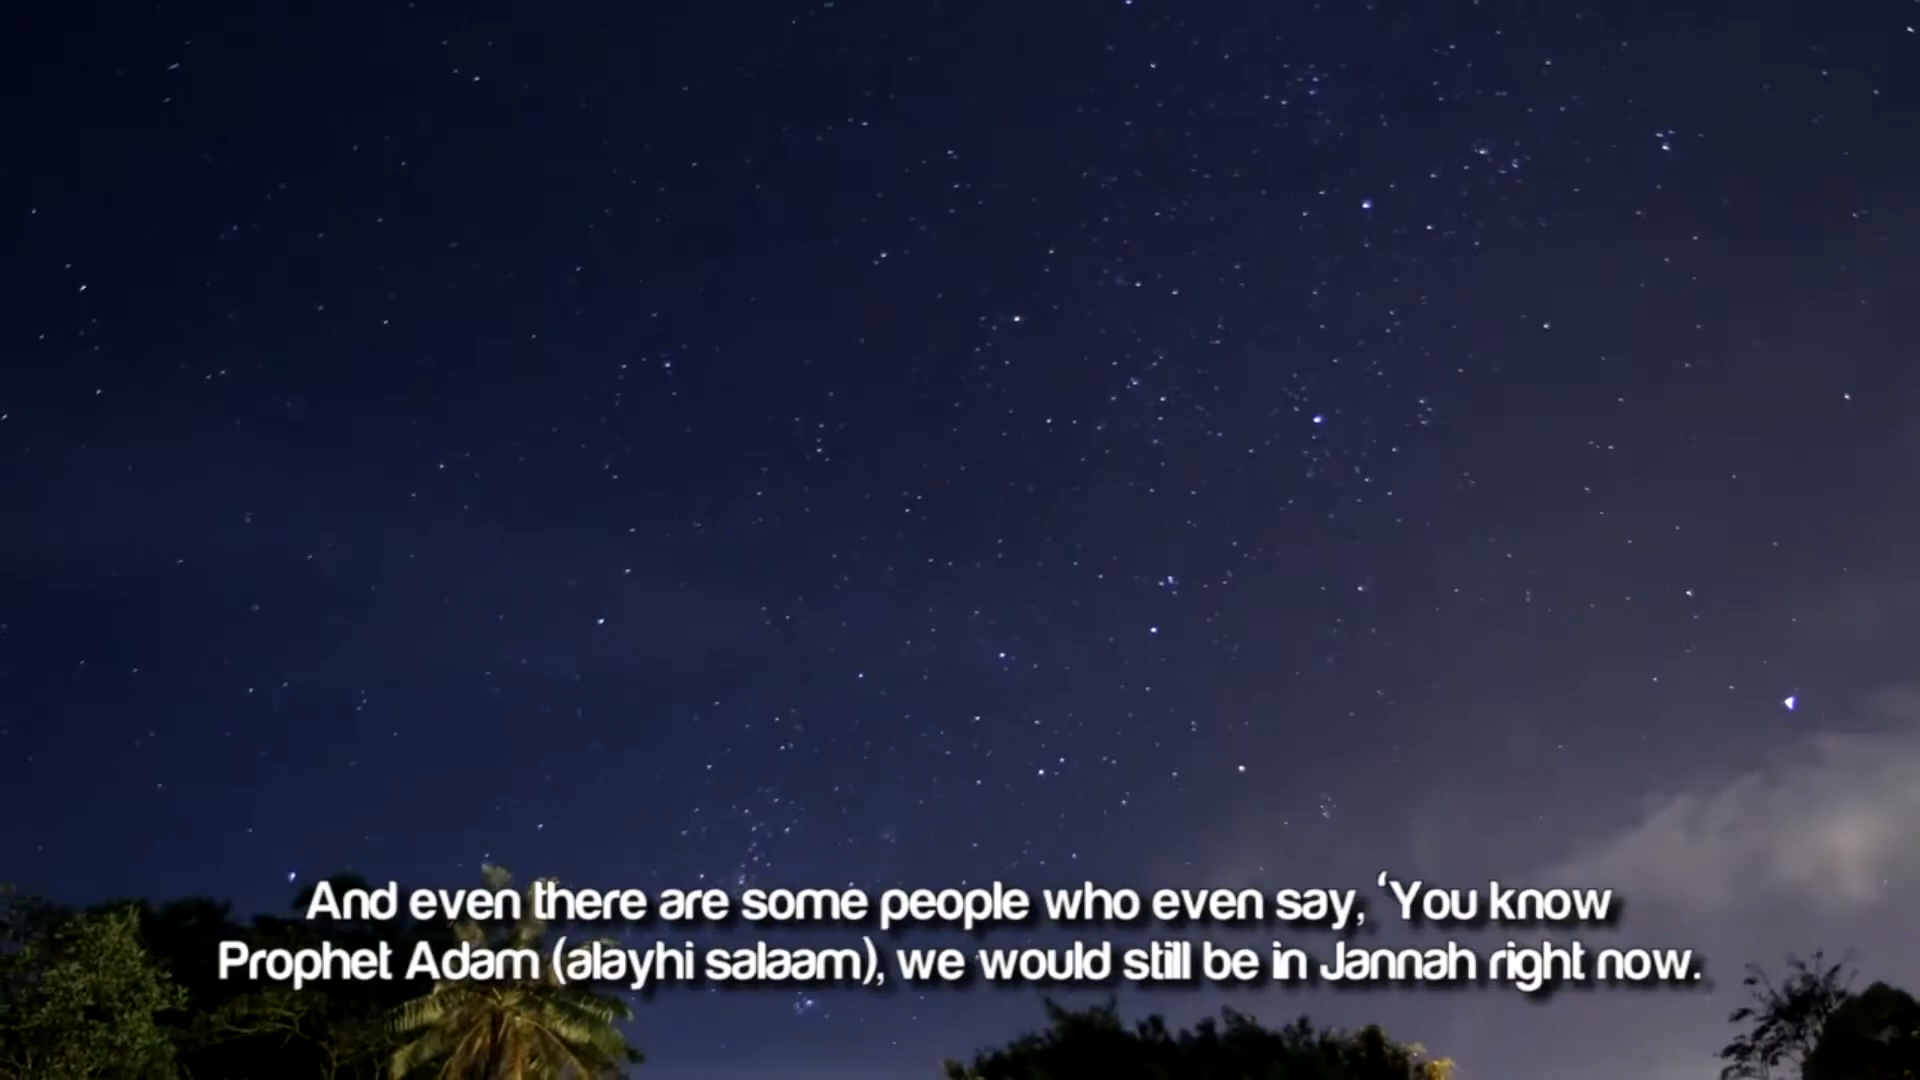 And even there are some people who even say, ‘You know
Prophet Adam (alayhi salaam), we would still be in Jannah right now.